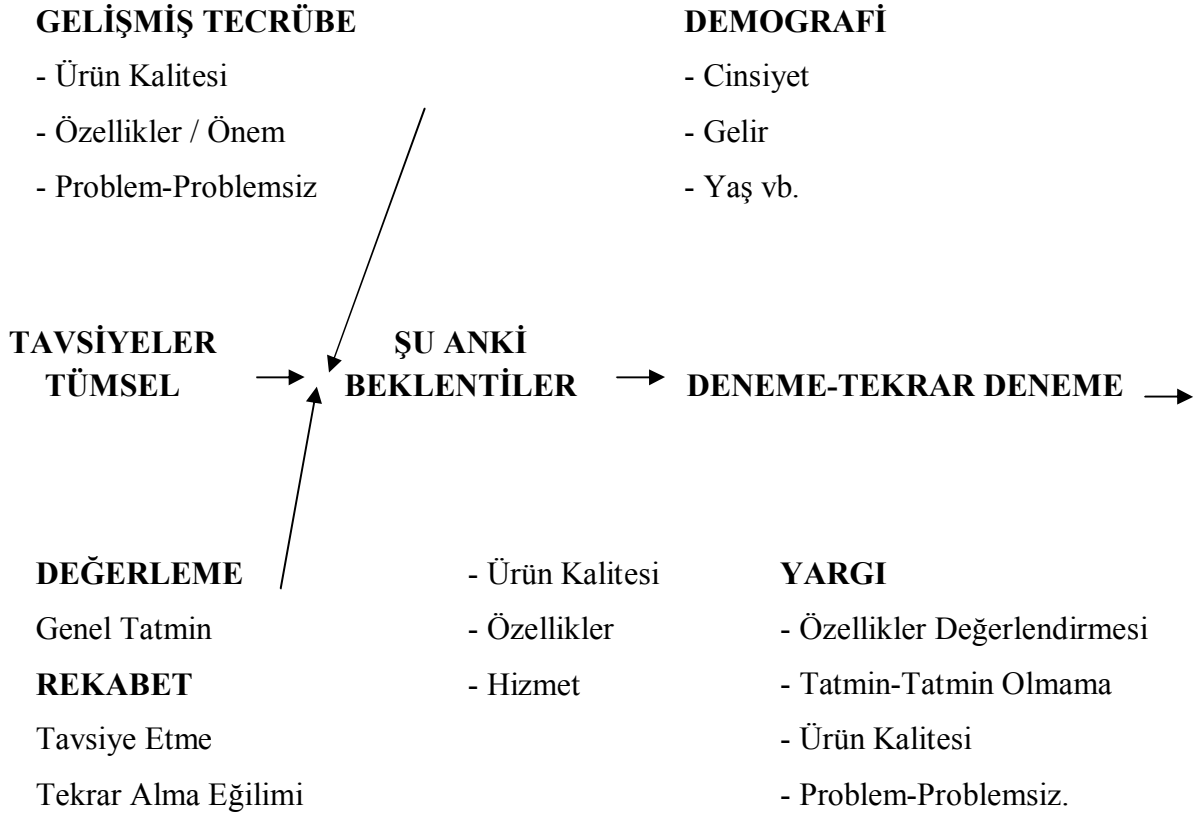 GELİŞMİŞ TECRÜBE
- Ürün Kalitesi
- Özellikler / Önem
- Problem-Problemsiz
DEMOGRAFİ
- Cinsiyet
- Gelir
- Yaş vb.
TAVSİYELER
TÜMSEL
ŞU ANKİ
BEKLENTİLER
DENEME-TEKRAR DENEME
DEĞERLEME
Genel Tatmin
REKABET
Tavsiye Etme
Tekrar Alma Eğilimi
- Ürün Kalitesi
- Özellikler
- Hizmet
YARGI
- Özellikler Değerlendirmesi
- Tatmin-Tatmin Olmama
- Ürün Kalitesi
- Problem-Problemsiz.